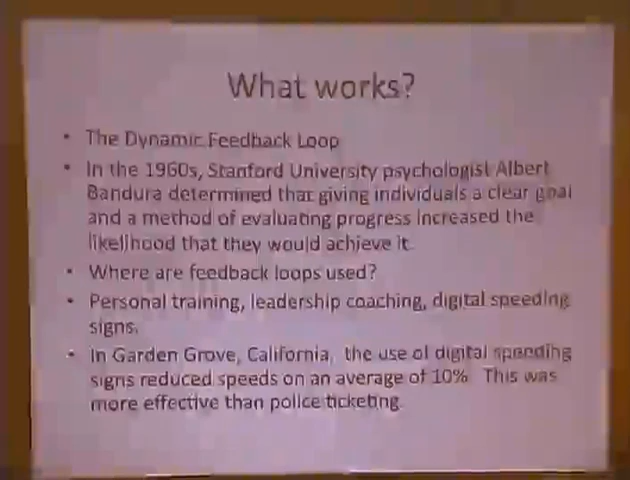 What works?
• The Dynamic Feedback Loop
• In the 1960s, Stanford University psychologist Albert
Bandura determined that giving individuals a clear goal
and a method of evaluating progress increased the
likelihood that they would achieve it.
• Where are feedback loops used?
• Personal training, leadership coaching, digital speeding
signs.
• In Garden Grove, California, the use of digital speeding
signs reduced speeds on an average of 10% This was
more effective than police ticketing.